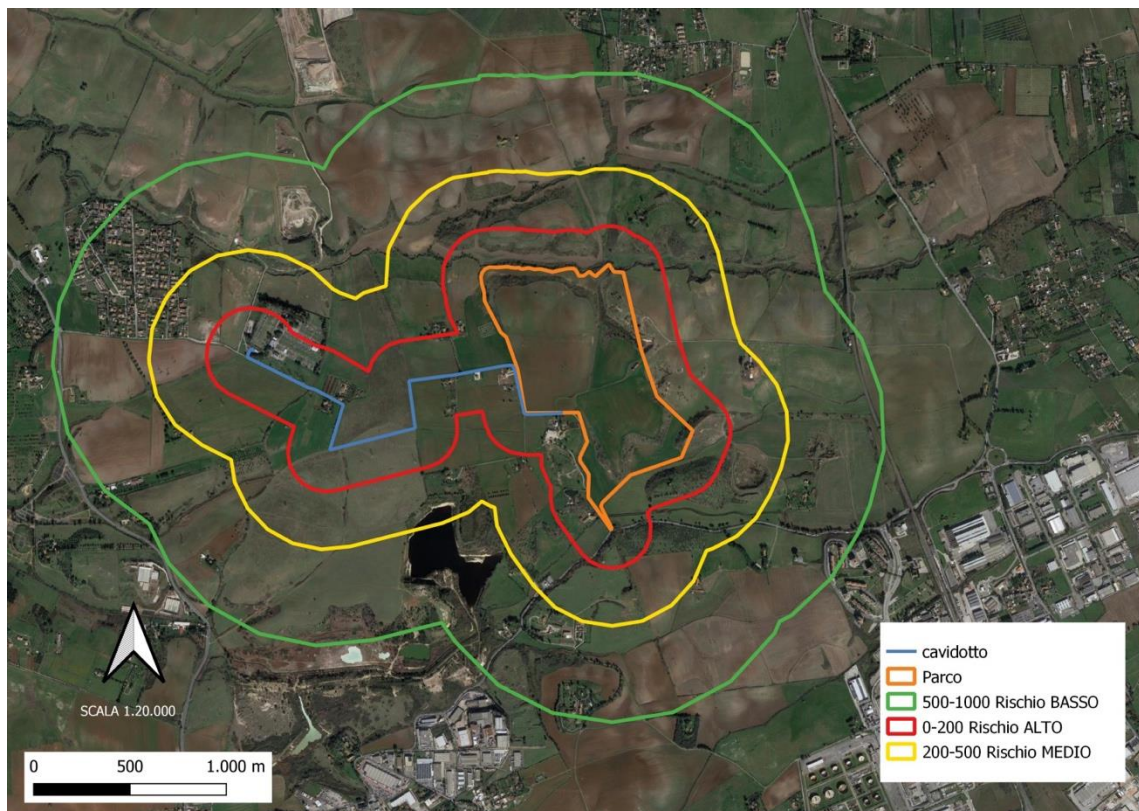 cavidotto
Parco
500-1000 Rischio BASSO
0-200 Rischio ALTO
200-500 Rischio MEDIO
SCALA 1:20.000
0 500 1.000 m